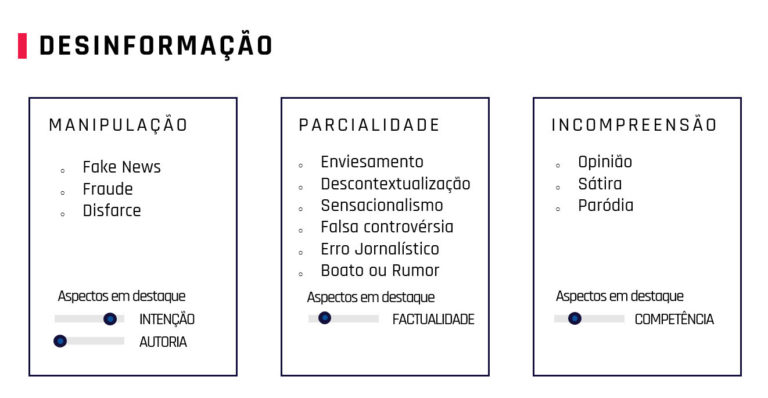 DESINFORMAÇÃO
MANIPULAÇÃO
Fake News
Fraude
Disfarce
Aspectos em destaque
INTENÇÃO
AUTORIA
PARCIALIDADE
Enviesamento
Descontextualização
Sensacionalismo
Falsa controvérsia
Erro Jornalístico
Boato ou Rumor
Aspectos em destaque
FACTUALIDADE
INCOMPREENSÃO
Opinião
Sátira
Paródia
Aspectos em destaque
COMPETÊNCIA